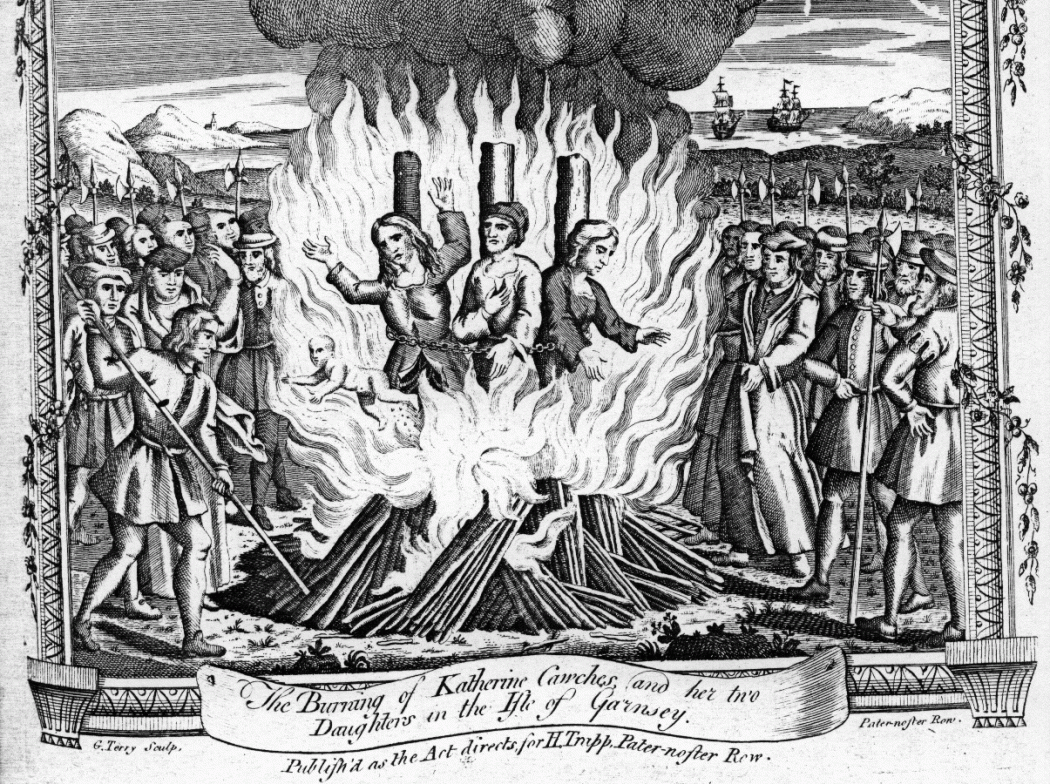 The Burning of Katherine Cawches, and her two
Daughters in the Isle of Garnsey.
G. Terry Sculp.
Pater-noster Row.
Publish'd as the Act directs, for H. Trapp, Pater-noster Row.